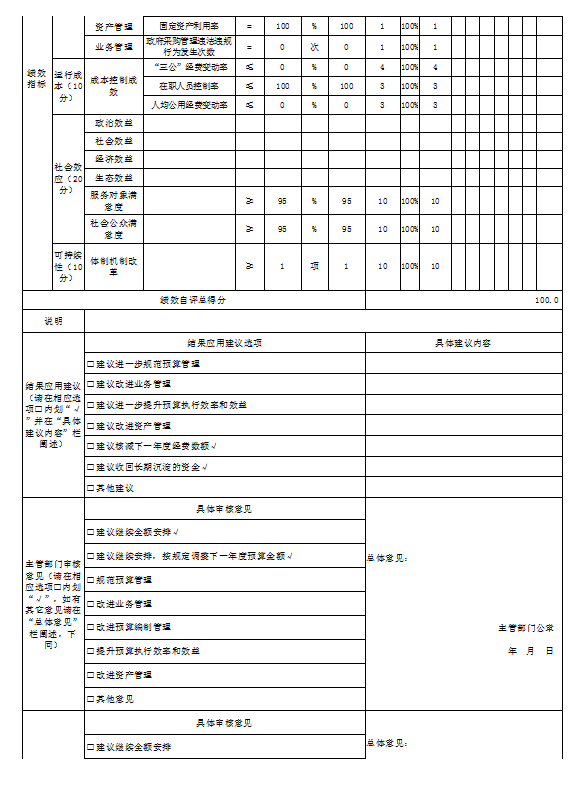 资产管理 固定资产利用率 = 100 % 100 1 100% 1
业务管理 政府采购管理违法违规行为发生次数 = 0 次 0 1 100% 1
绩效指标
运行成本（10分） 成本控制成效 “三公”经费变动率 ≤ 0 % 0 4 100% 4
在职人员控制率 ≤ 100 % 100 3 100% 3
人均公用经费变动率 ≤ 0 % 0 3 100% 3
社会效应（20分） 政治效益
社会效益
经济效益
生态效益
服务对象满意度 ≥ 95 % 95 10 100% 10
社会公众满意度 ≥ 95 % 95 10 100% 10
可持续性（10分） 体制机制改革 ≥ 1 项 1 10 100% 10
绩效自评总得分 100.0
说明
结果应用建议（请在相应选项□内划“√”并在“具体建议内容”栏阐述）
结果应用建议选项 具体建议内容
□建议进一步规范预算管理
□建议改进业务管理
□建议进一步提升预算执行效率和效益
□建议改进资产管理
□建议核减下一年度经费数额√
□建议收回长期沉淀的资金√
□其他建议
主管部门审核意见（请在相应选项□内划“√”，如有其它意见请在“总体意见”栏阐述，下同）
具体审核意见
□建议继续全额安排√
□建议继续安排，按规定调整下一年度预算金额√
□规范预算管理
□改进业务管理
□改进预算编制管理
□提升预算执行效率和效益
□改进资产管理
□其他意见
总体意见：
主管部门公章
年 月 日
具体审核意见
□建议继续全额安排
总体意见：